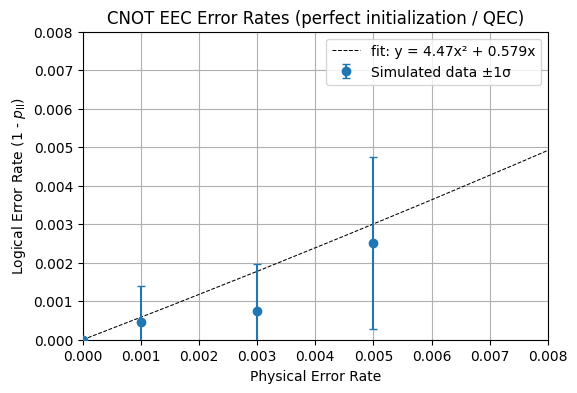 CNOT EEC Error Rates (perfect initialization / QEC)
fit: y = 4.47x² + 0.579x
Simulated data ±1σ
Logical Error Rate (1 - p_II)
0.008
0.007
0.006
0.005
0.004
0.003
0.002
0.001
0.000
0.000 0.001 0.002 0.003 0.004 0.005 0.006 0.007 0.008
Physical Error Rate